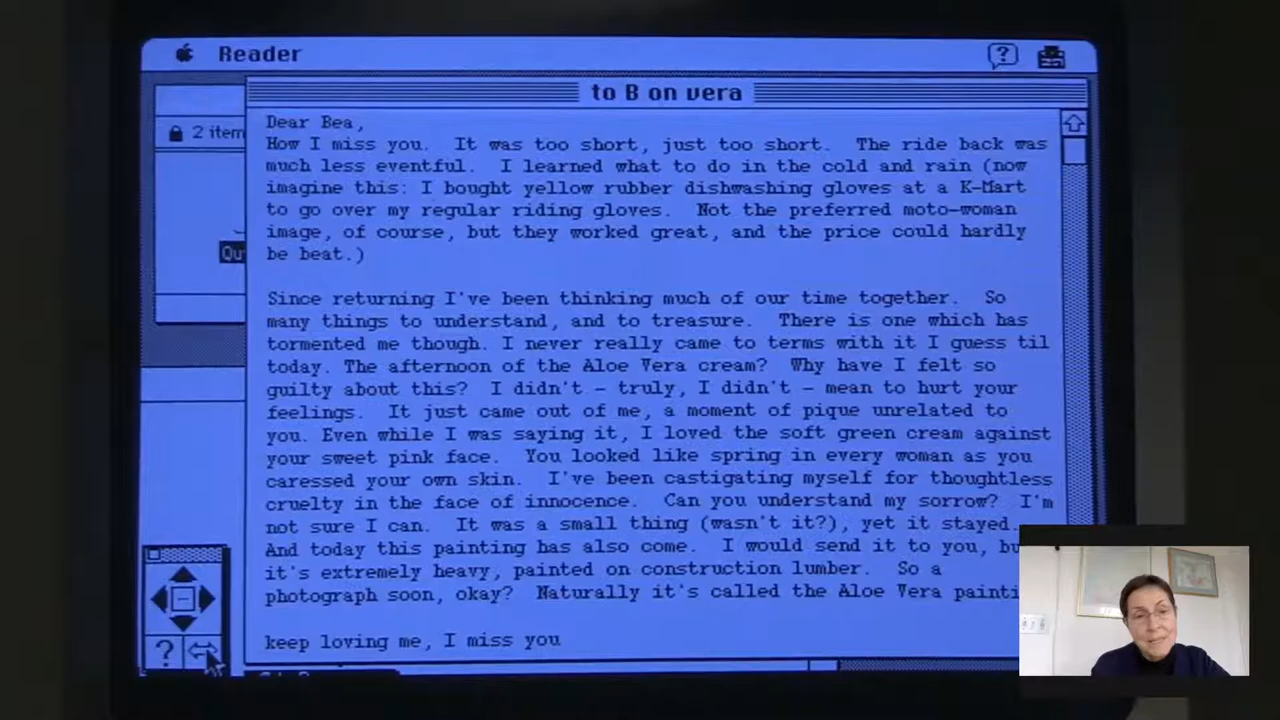 Reader
to B on vera
2 item
Qu
Dear Bea,
How I miss you.  It was too short, just too short.  The ride back was
much less eventful.  I learned what to do in the cold and rain (now
imagine this: I bought yellow rubber dishwashing gloves at a K-Mart
to go over my regular riding gloves.  Not the preferred moto-woman
image, of course, but they worked great, and the price could hardly
be beat.)
Since returning I've been thinking much of our time together.  So
many things to understand, and to treasure.  There is one which has
tormented me though. I never really came to terms with it I guess til
today. The afternoon of the Aloe Vera cream?  Why have I felt so
guilty about this?  I didn't - truly, I didn't - mean to hurt your
feelings.  It just came out of me, a moment of pique unrelated to
you. Even while I was saying it, I loved the soft green cream against
your sweet pink face.  You looked like spring in every woman as you
caressed your own skin.  I've been castigating myself for thoughtless
cruelty in the face of innocence.  Can you understand my sorrow?  I'm
not sure I can.  It was a small thing (wasn't it?), yet it stayed.
And today this painting has also come.  I would send it to you, bu
it's extremely heavy, painted on construction lumber.  So a
photograph soon, okay?  Naturally it's called the Aloe Vera painti
keep loving me, I miss you
?